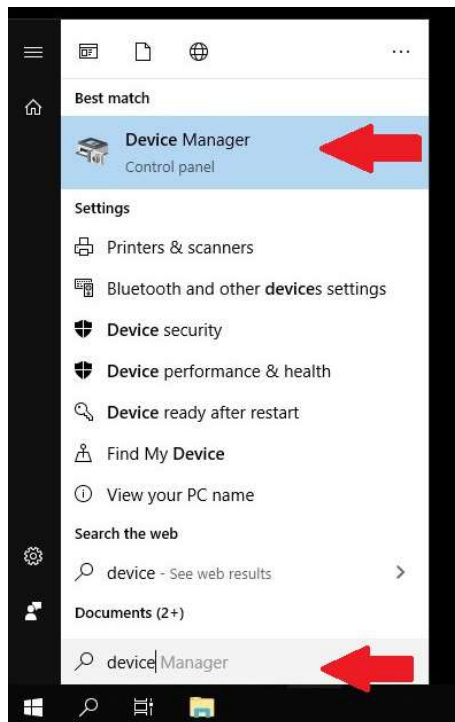 Best match
Device Manager
Control panel
Settings
Printers & scanners
Bluetooth and other devices settings
Device security
Device performance & health
Device ready after restart
Find My Device
View your PC name
Search the web
device - See web results
Documents (2+)
device Manager